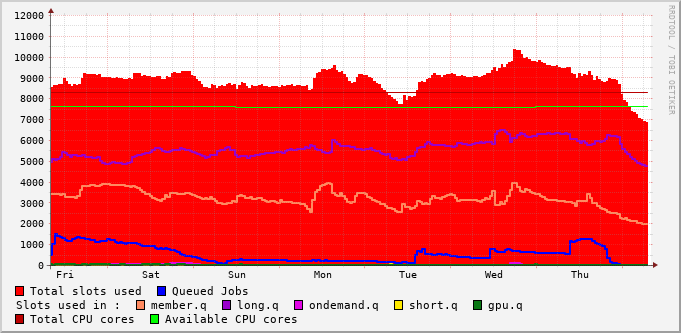 12000
11000
10000
9000
8000
7000
6000
5000
4000
3000
2000
1000
0
Fri Sat Sun Mon Tue Wed Thu
RRDTOOL / TOBI OETIKER
Total slots used Queued Jobs
Slots used in : member.q long.q ondemand.q short.q gpu.q
Total CPU cores Available CPU cores